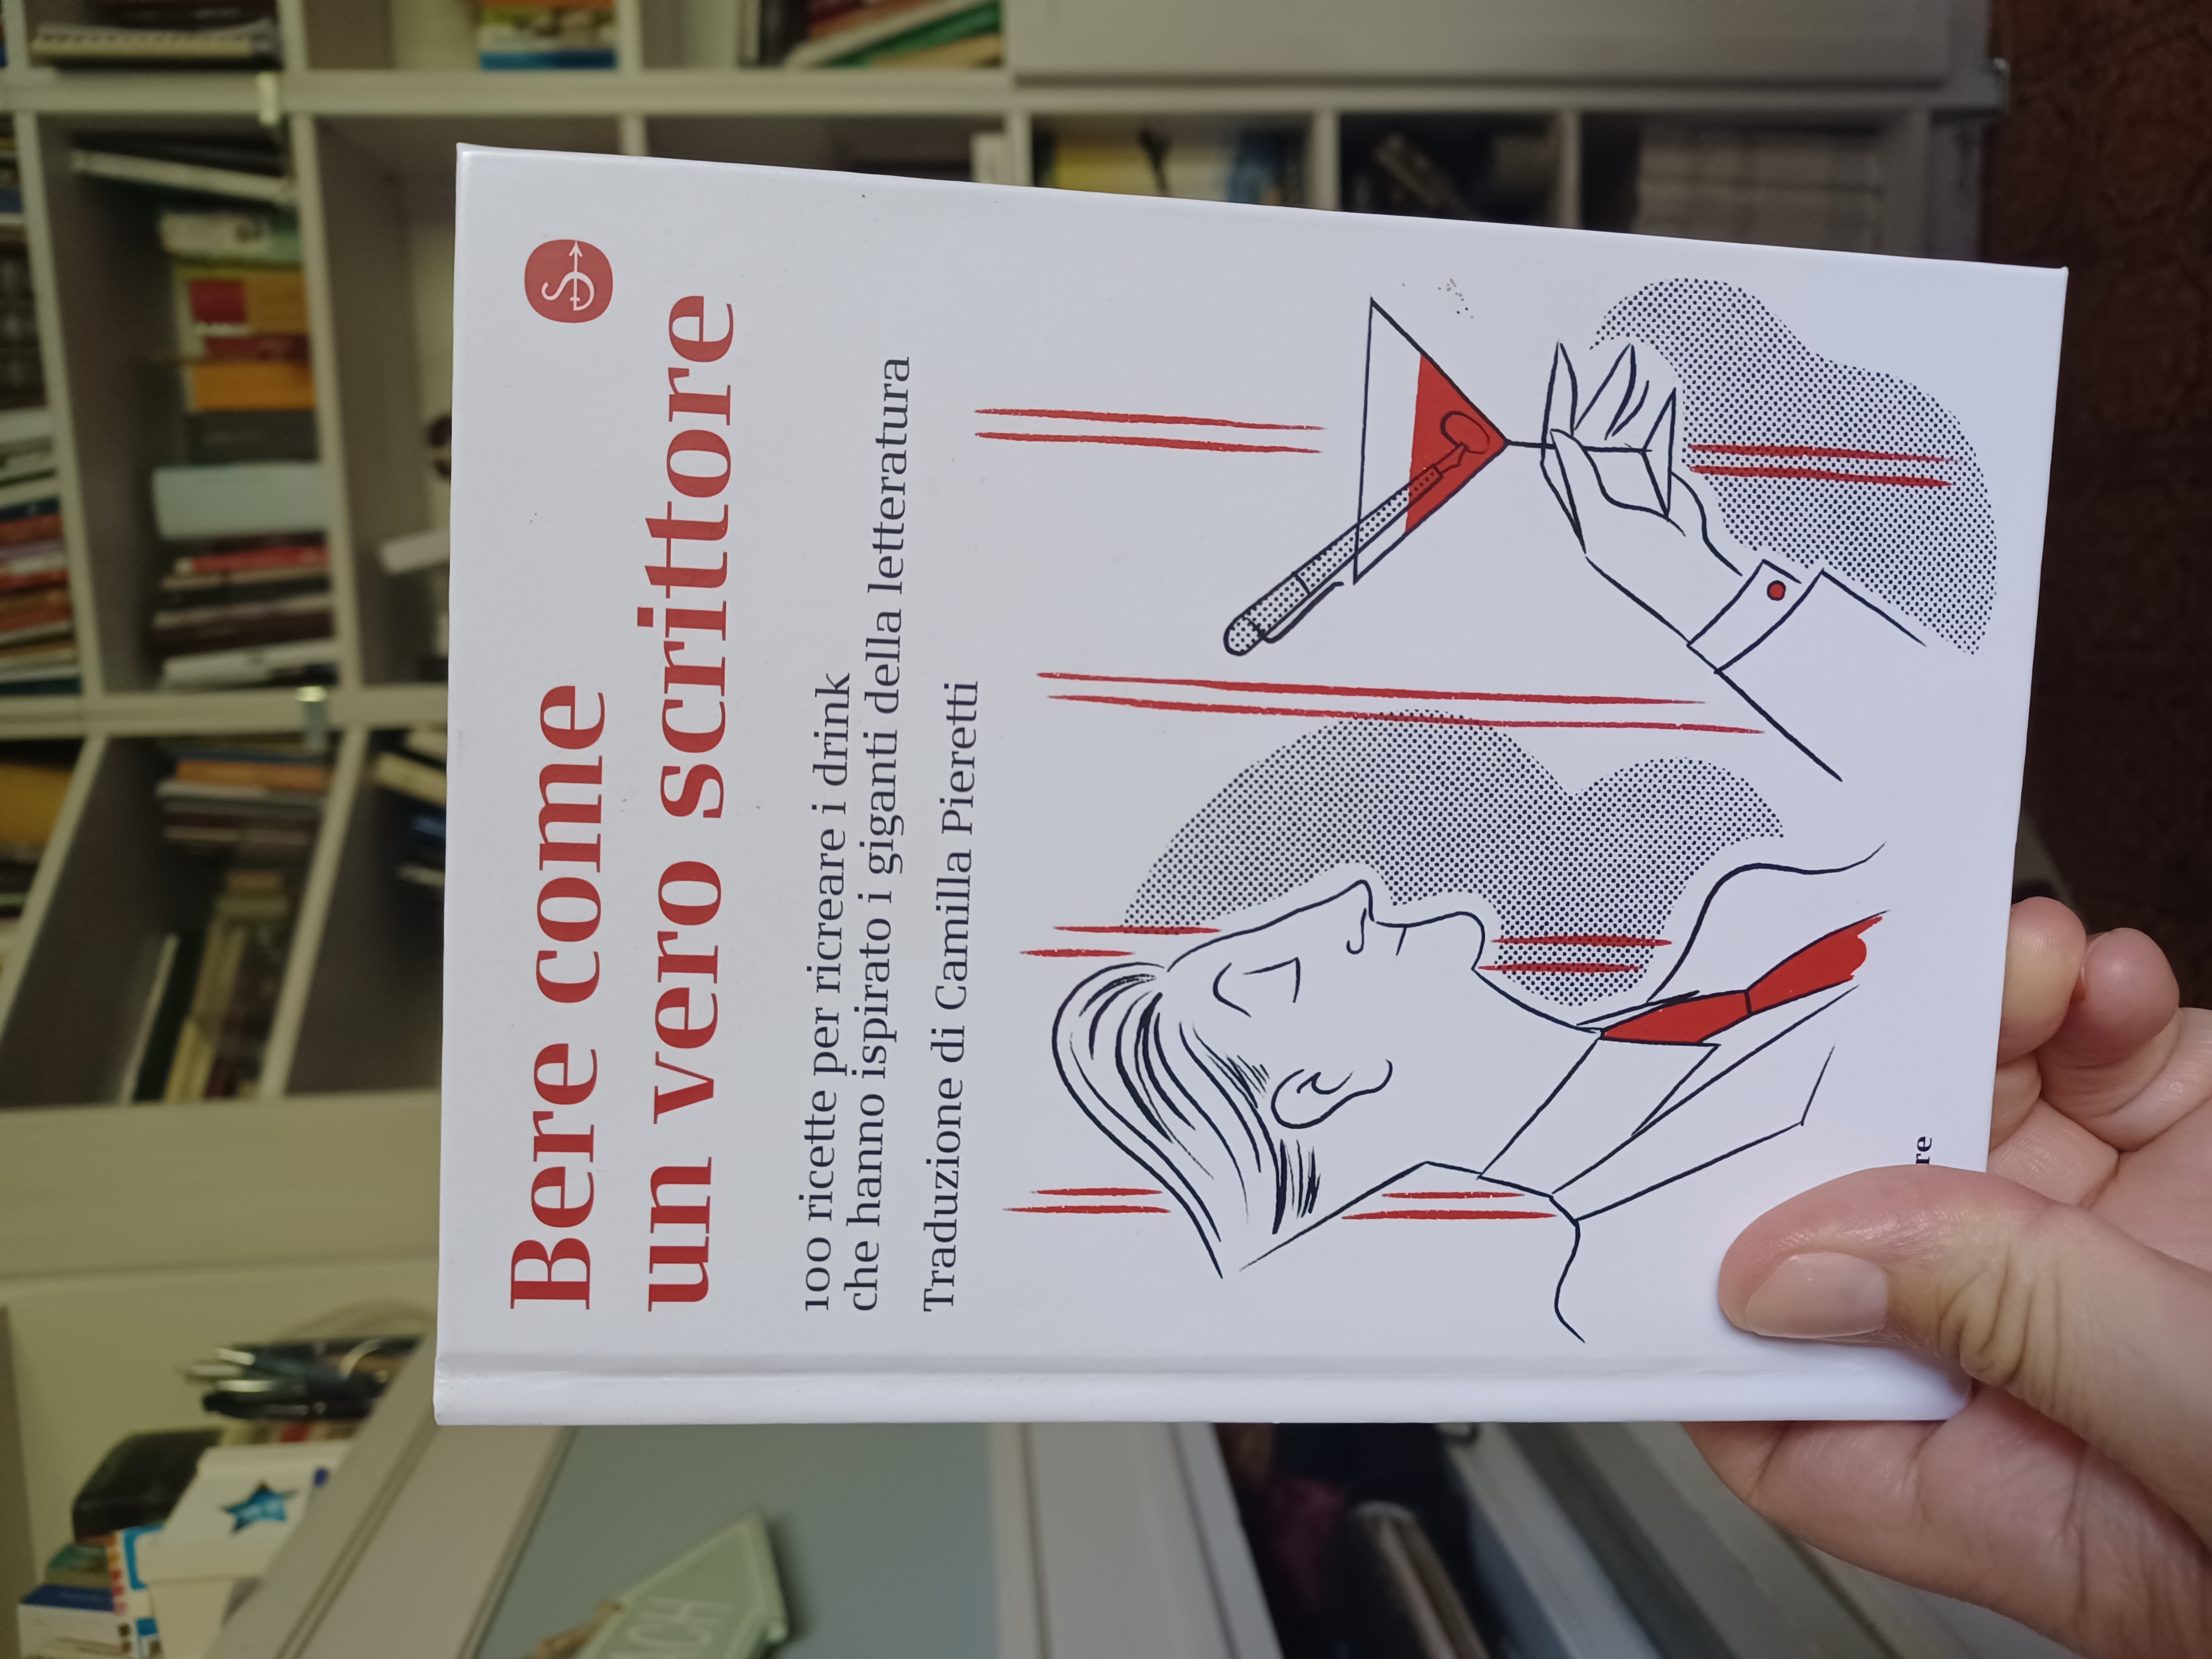 Bere come
un vero scrittore
100 ricette per ricreare i drink
che hanno ispirato i giganti della letteratura
Traduzione di Camilla Pieretti